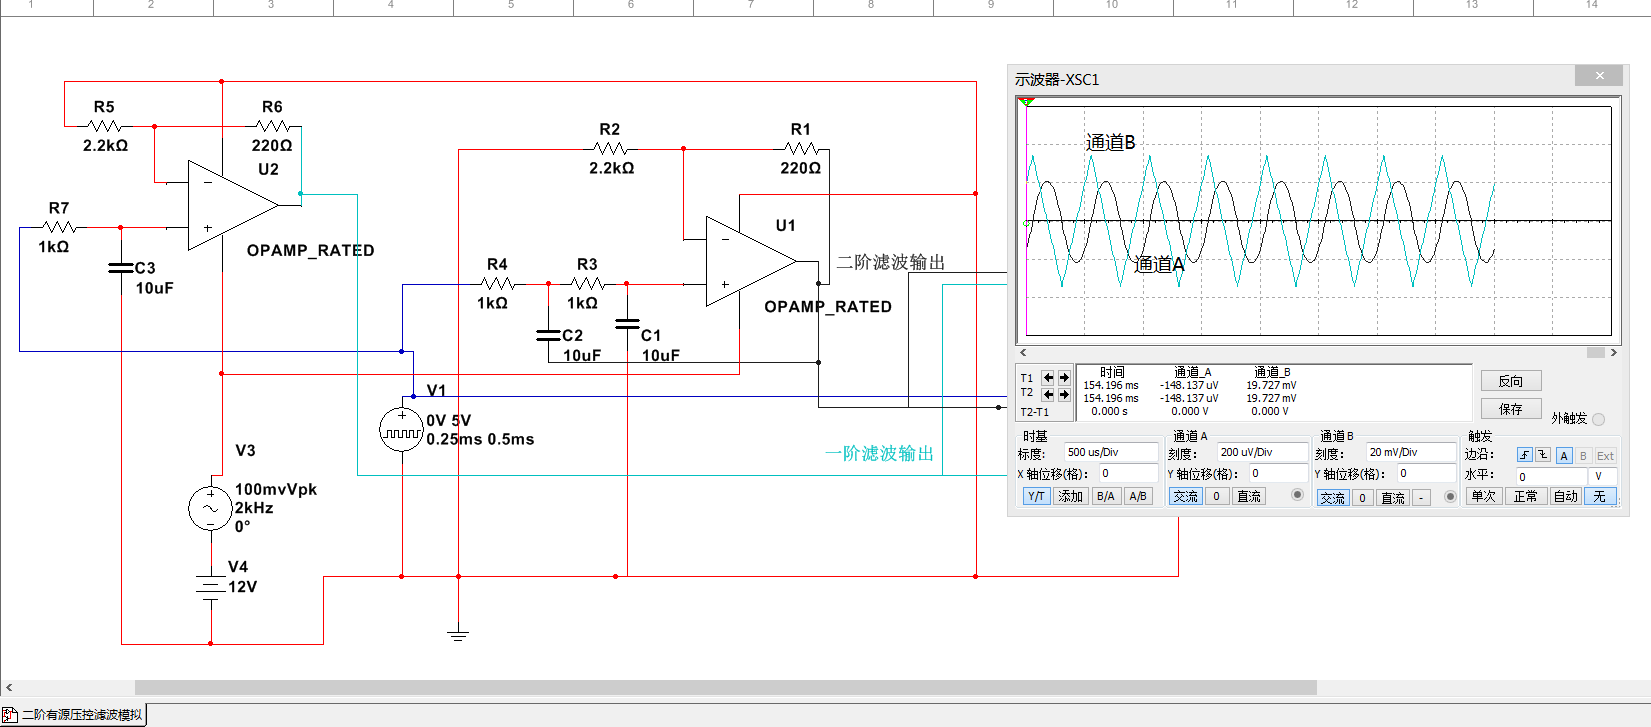 1 2 3 4 5 6 7 8 9 10 11 12 13 14
示波器-XSC1
R5
2.2kΩ
R6
220Ω
U2
OPAMP_RATED
R7
1kΩ
C3
10uF
R2
2.2kΩ
R1
220Ω
U1
OPAMP_RATED
R4
1kΩ
R3
1kΩ
C2
10uF
C1
10uF
二阶滤波输出
一阶滤波输出
V1
0V 5V
0.25ms 0.5ms
V3
100mvVpk
2kHz
0°
V4
12V
通道B
通道A
T1
T2
T2-T1
时间 通道_A 通道_B
154.196 ms -148.137 uV 19.727 mV
154.196 ms -148.137 uV 19.727 mV
0.000 s 0.000 V 0.000 V
反向
保存
外触发
时基
标度: 500 us/Div
X 轴位移(格): 0
Y/T 添加 B/A A/B
通道 A
刻度: 200 uV/Div
Y 轴位移(格): 0
交流 0 直流
通道 B
刻度: 20 mV/Div
Y 轴位移(格): 0
交流 0 直流 -
触发
边沿: A B Ext
水平: 0 V
单次 正常 自动 无
二阶有源压控滤波模拟